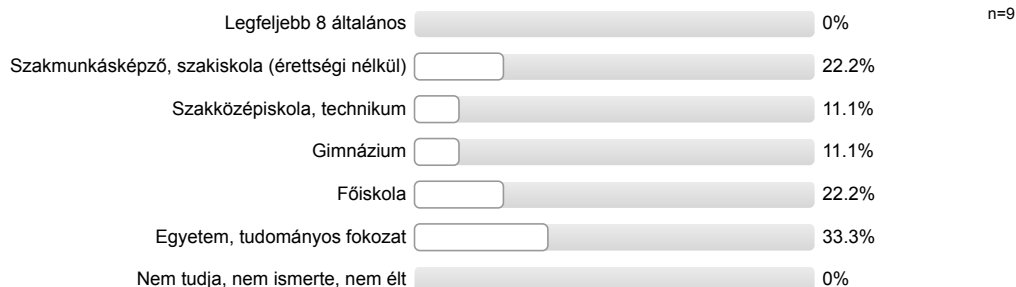 Legfeljebb 8 általános 0% n=9
Szakmunkásképző, szakiskola (érettségi nélkül) 22.2%
Szakközépiskola, technikum 11.1%
Gimnázium 11.1%
Főiskola 22.2%
Egyetem, tudományos fokozat 33.3%
Nem tudja, nem ismerte, nem élt 0%